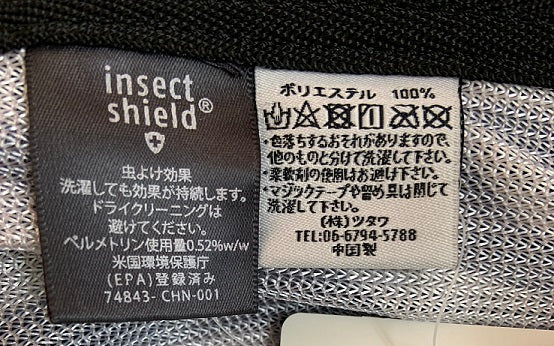 insect
shield®
虫よけ効果
洗濯しても効果が持続します。
ドライクリーニングは
避けてください。
ペルメトリン使用量0.52%w/w
米国環境保護庁
(EPA)登録済み
74843- CHN-001
ポリエステル 100%
・色落ちするおそれがありますので、
他のものと分けて洗濯して下さい。
・柔軟剤の使用はお避け下さい。
・マジックテープや留め具は閉じて
洗濯して下さい。
(株)ツタワ
TEL:06-6794-5788
中国製